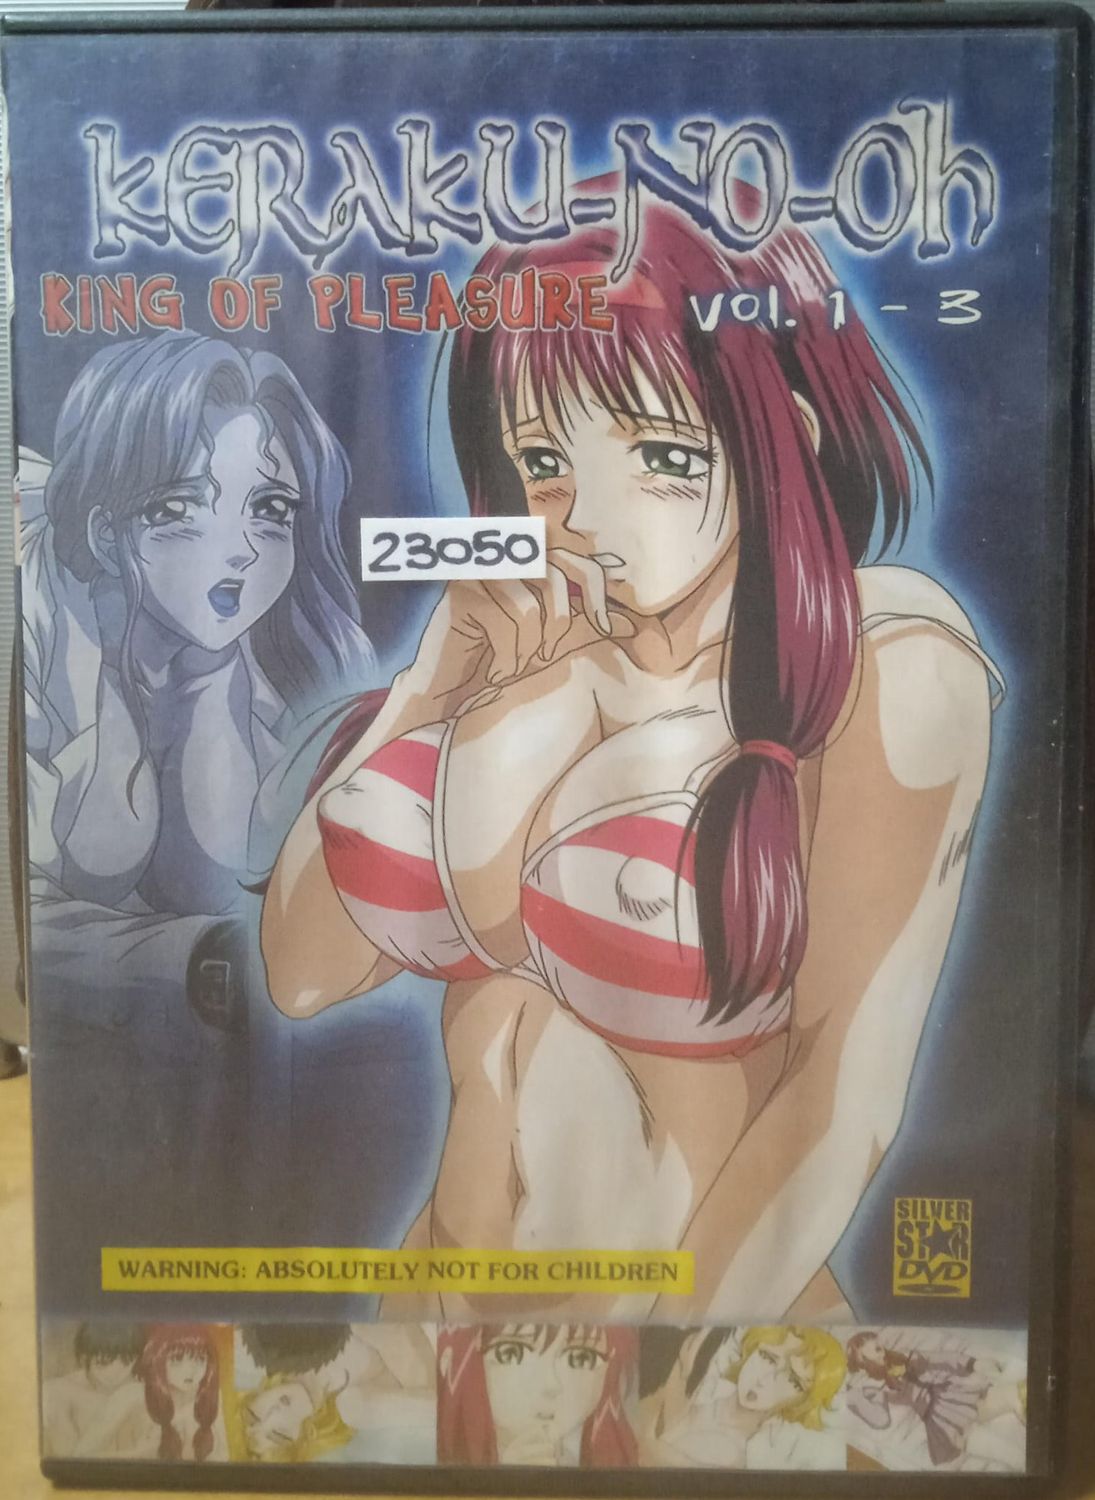 KERAKU-NO-OH
KING OF PLEASURE
VOL. 1 - 3
23050
WARNING: ABSOLUTELY NOT FOR CHILDREN
SILVER
STAR
DVD